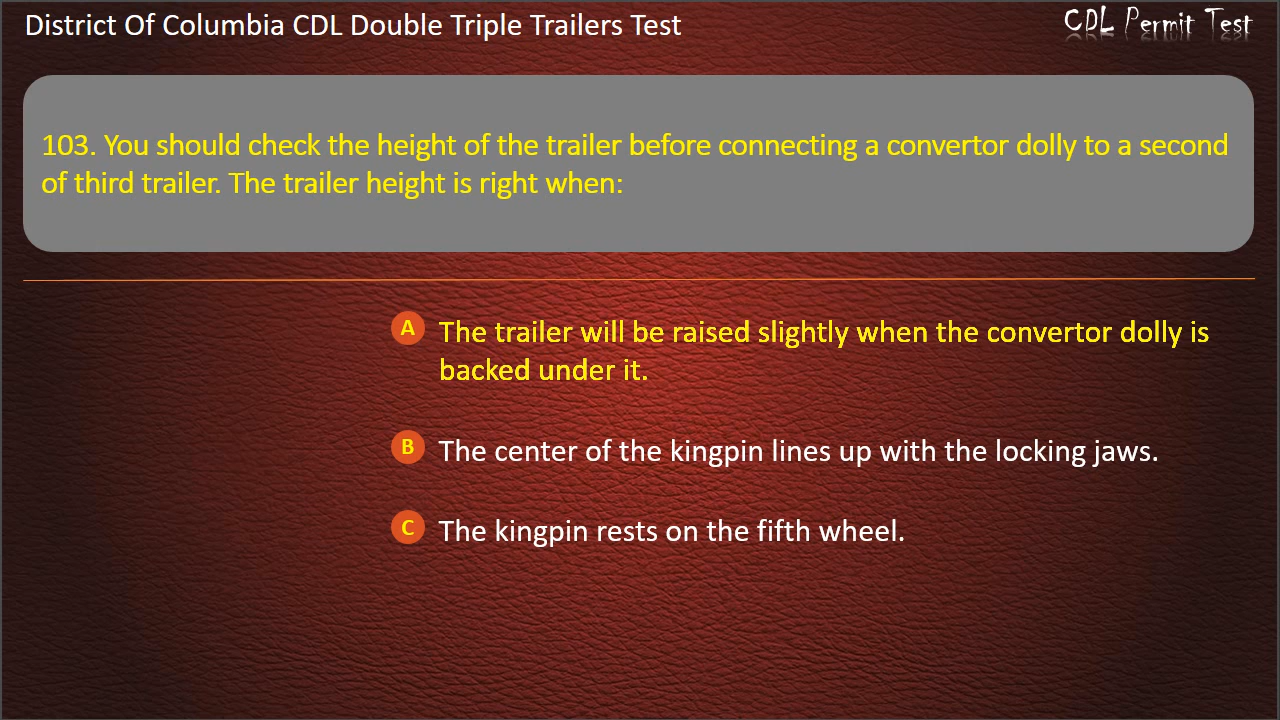 District Of Columbia CDL Double Triple Trailers Test
CDL Permit Test
103. You should check the height of the trailer before connecting a convertor dolly to a second
of third trailer. The trailer height is right when:
A The trailer will be raised slightly when the convertor dolly is
backed under it.
B The center of the kingpin lines up with the locking jaws.
C The kingpin rests on the fifth wheel.